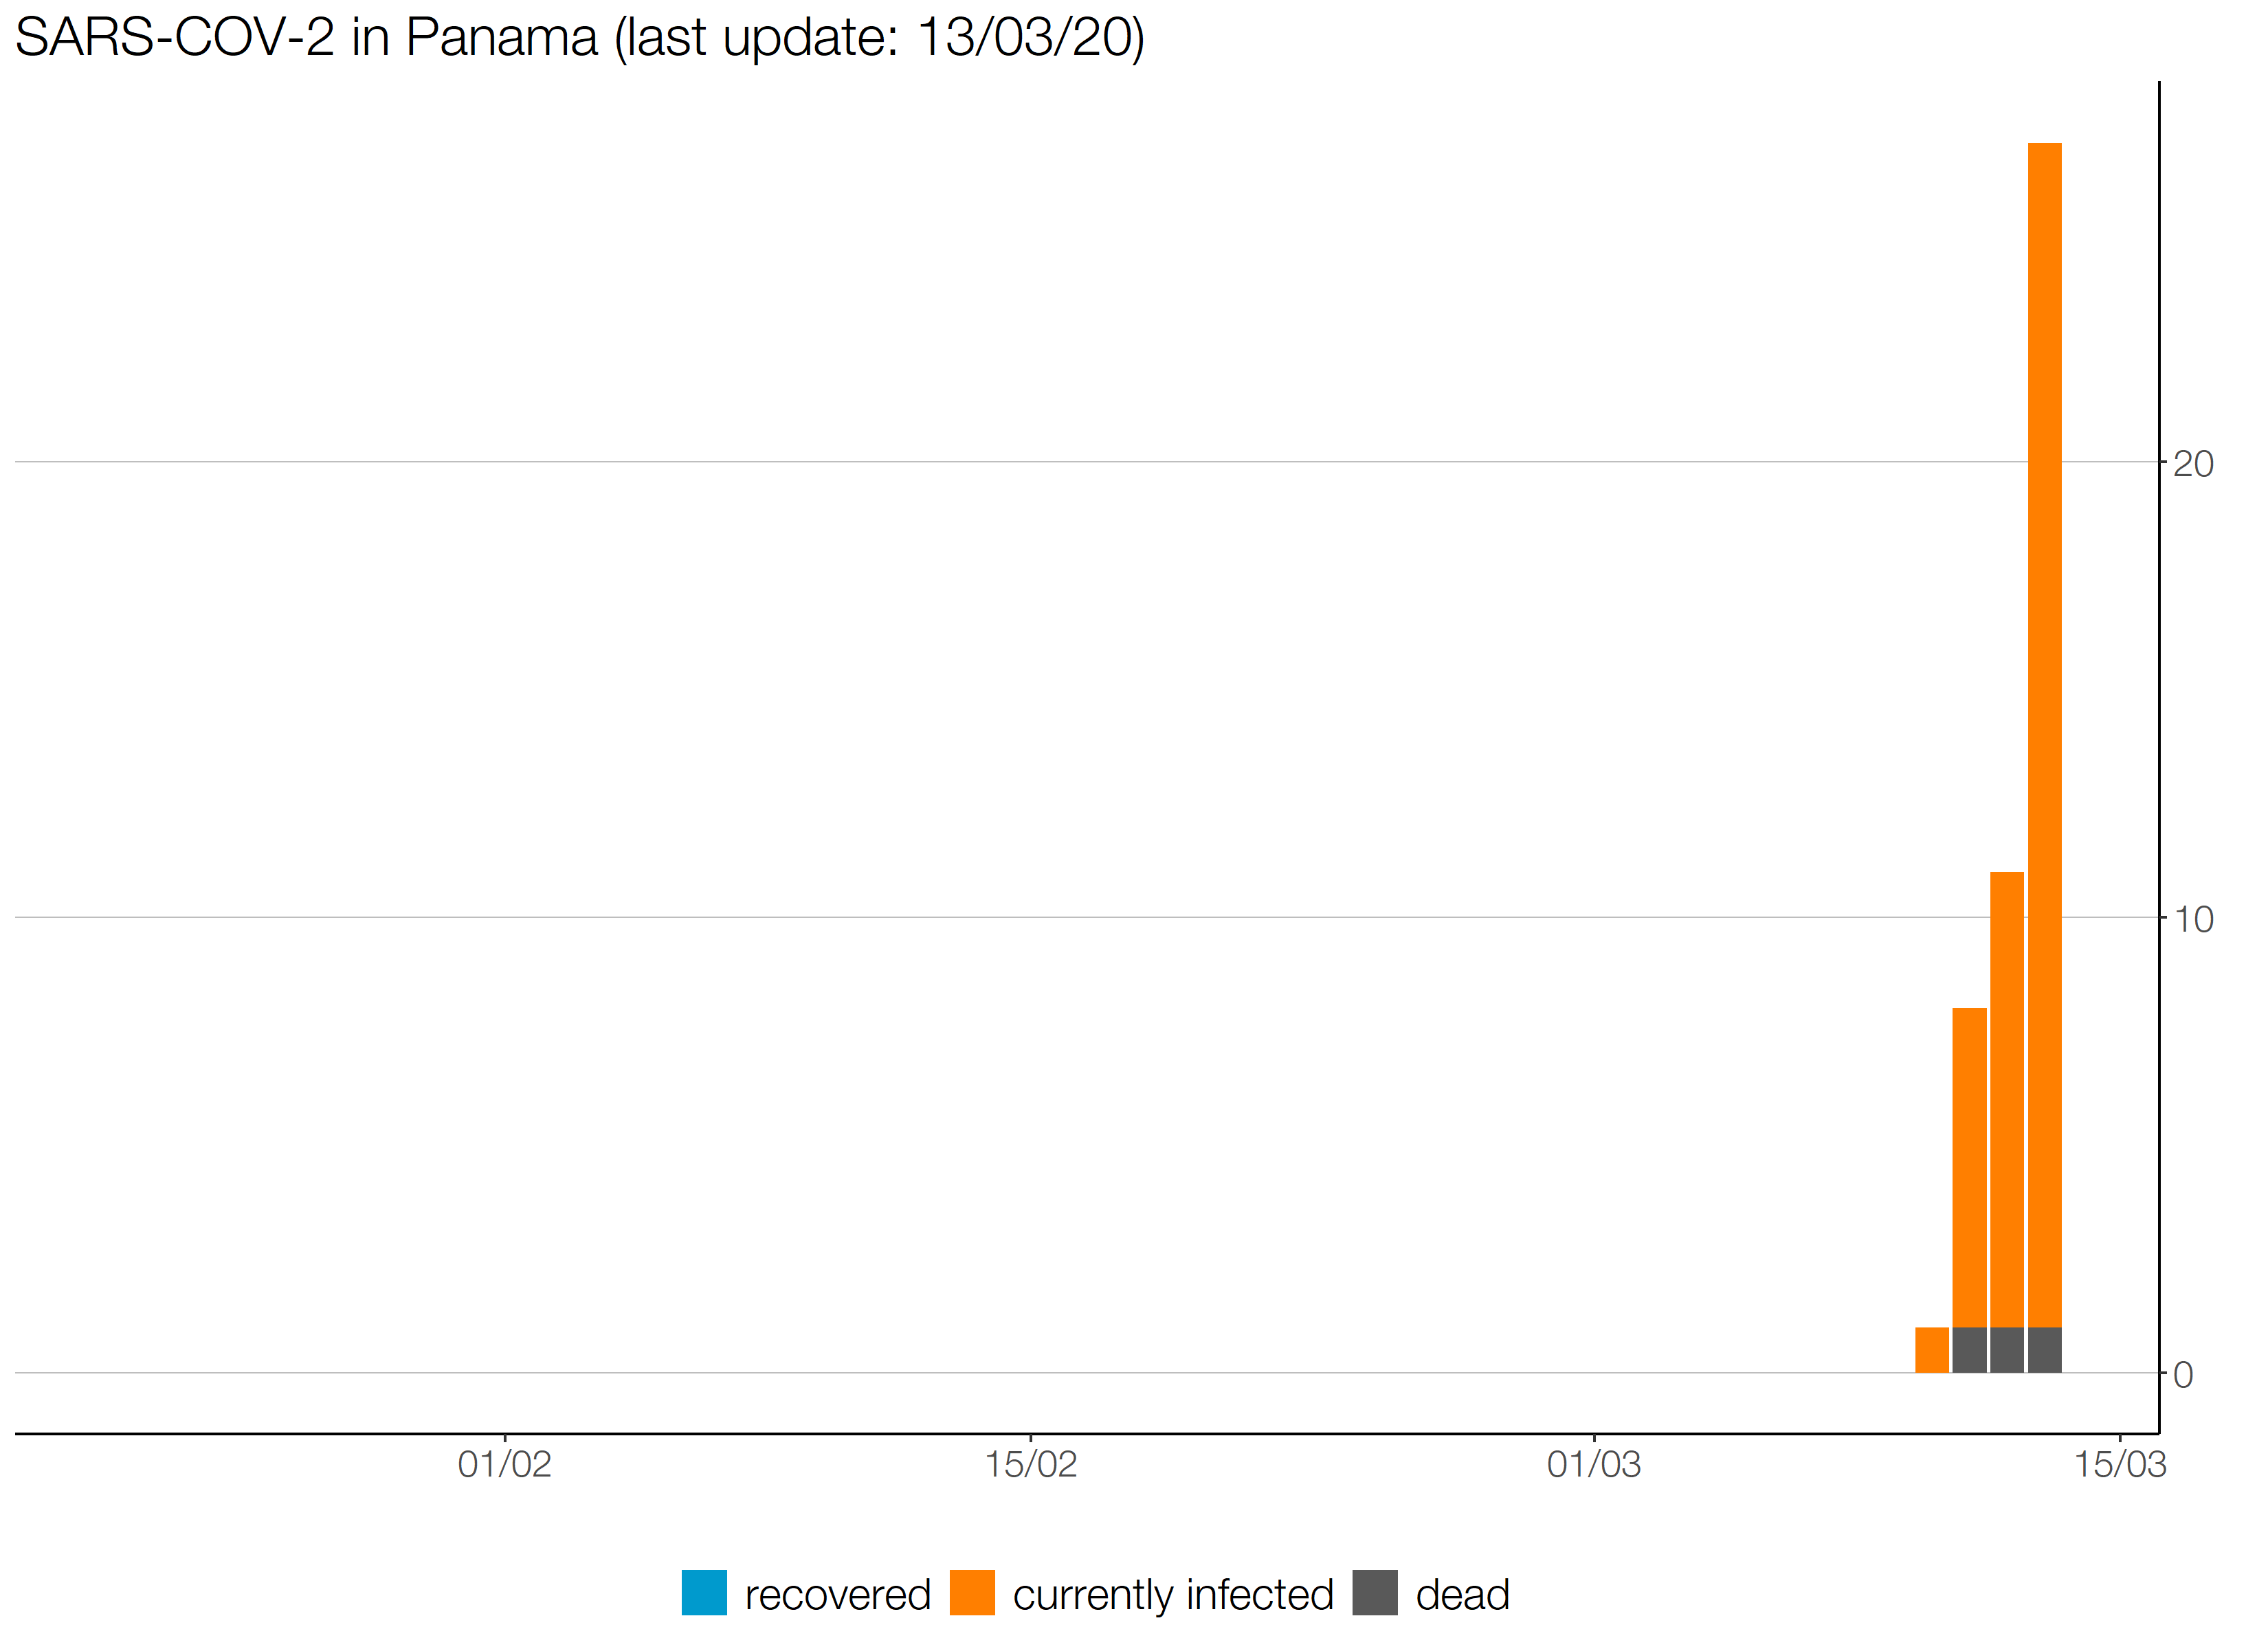 SARS-COV-2 in Panama (last update: 13/03/20)
20
10
0
01/02 15/02 01/03 15/03
recovered currently infected dead